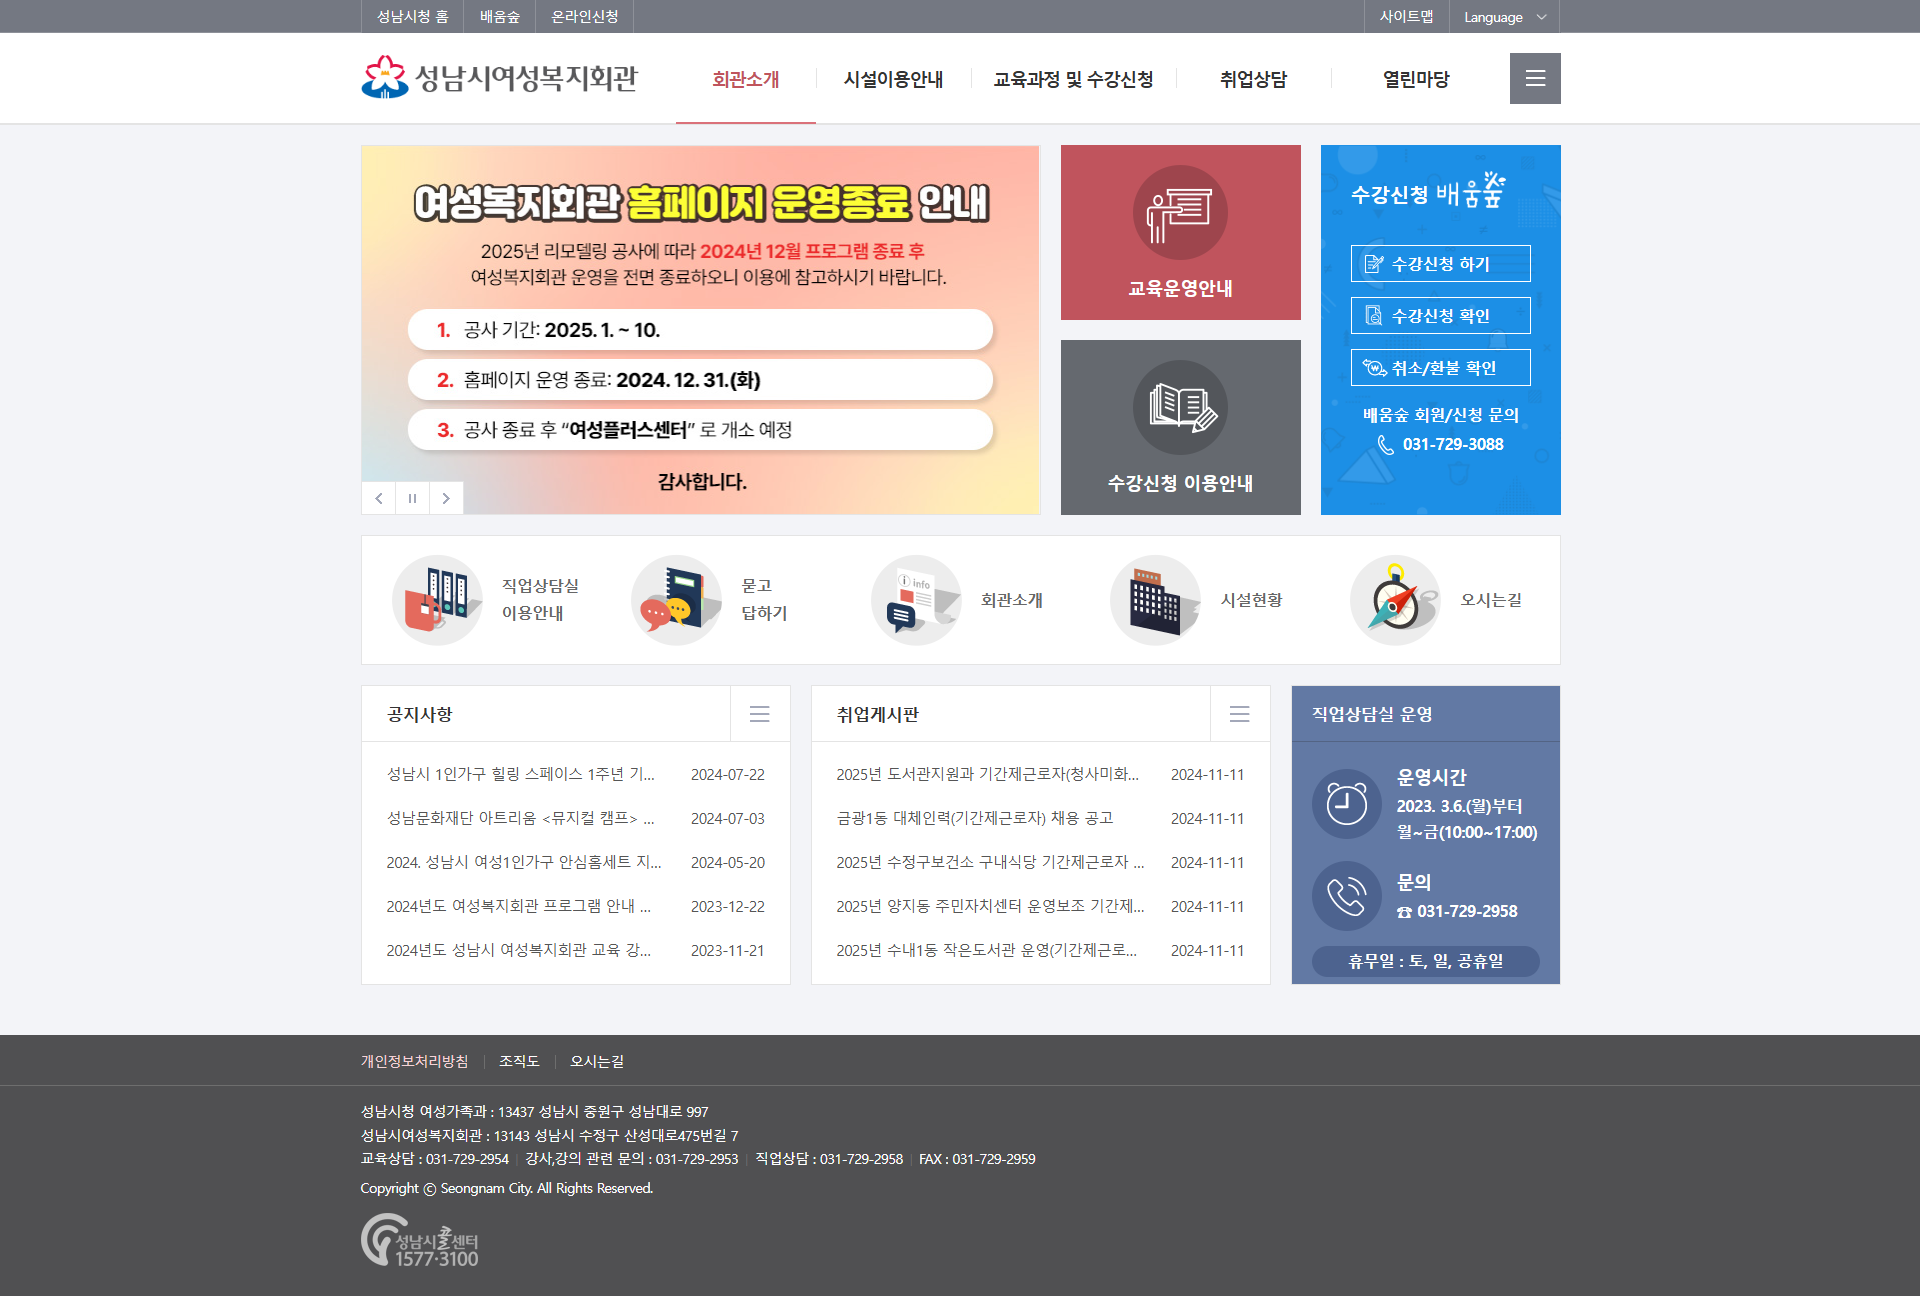 성남시청 홈 배움숲 온라인신청 사이트맵 Language
성남시여성복지회관 회관소개 시설이용안내 교육과정 및 수강신청 취업상담 열린마당
여성복지회관 홈페이지 운영종료 안내
2025년 리모델링 공사에 따라 2024년 12월 프로그램 종료 후
여성복지회관 운영을 전면 종료하오니 이용에 참고하시기 바랍니다.
1. 공사 기간: 2025. 1. ~ 10.
2. 홈페이지 운영 종료: 2024. 12. 31.(화)
3. 공사 종료 후 “여성플러스센터” 로 개소 예정
감사합니다.
교육운영안내
수강신청 이용안내
수강신청 배움숲
수강신청 하기
수강신청 확인
취소/환불 확인
배움숲 회원/신청 문의
031-729-3088
직업상담실
이용안내
묻고
답하기
info
회관소개
시설현황
오시는길
공지사항
성남시 1인가구 힐링 스페이스 1주년 기... 2024-07-22
성남문화재단 아트리움 <뮤지컬 캠프> ... 2024-07-03
2024. 성남시 여성1인가구 안심홈세트 지... 2024-05-20
2024년도 여성복지회관 프로그램 안내 ... 2023-12-22
2024년도 성남시 여성복지회관 교육 강... 2023-11-21
취업게시판
2025년 도서관지원과 기간제근로자(청사미화... 2024-11-11
금광1동 대체인력(기간제근로자) 채용 공고 2024-11-11
2025년 수정구보건소 구내식당 기간제근로자 ... 2024-11-11
2025년 양지동 주민자치센터 운영보조 기간제... 2024-11-11
2025년 수내1동 작은도서관 운영(기간제근로... 2024-11-11
직업상담실 운영
운영시간
2023. 3.6.(월)부터
월~금(10:00~17:00)
문의
☎ 031-729-2958
휴무일 : 토, 일, 공휴일
개인정보처리방침 조직도 오시는길
성남시청 여성가족과 : 13437 성남시 중원구 성남대로 997
성남시여성복지회관 : 13143 성남시 수정구 산성대로475번길 7
교육상담 : 031-729-2954 강사,강의 관련 문의 : 031-729-2953 직업상담 : 031-729-2958 FAX : 031-729-2959
Copyright ⓒ Seongnam City. All Rights Reserved.
성남시콜센터
1577·3100